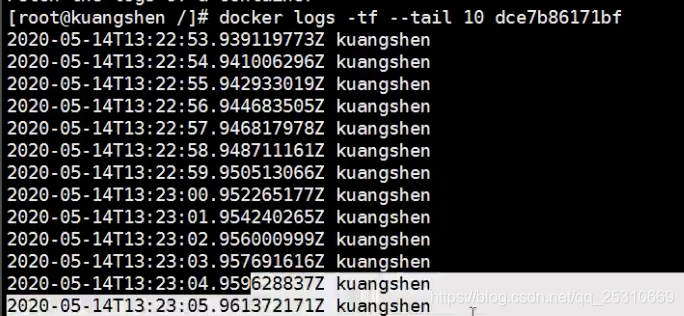 [root@kuangshen /]# docker logs -tf --tail 10 dce7b86171bf
2020-05-14T13:22:53.939119773Z kuangshen
2020-05-14T13:22:54.941006296Z kuangshen
2020-05-14T13:22:55.942933019Z kuangshen
2020-05-14T13:22:56.944683505Z kuangshen
2020-05-14T13:22:57.946817978Z kuangshen
2020-05-14T13:22:58.948711161Z kuangshen
2020-05-14T13:22:59.950513066Z kuangshen
2020-05-14T13:23:00.952265177Z kuangshen
2020-05-14T13:23:01.954240265Z kuangshen
2020-05-14T13:23:02.956000999Z kuangshen
2020-05-14T13:23:03.957691616Z kuangshen
2020-05-14T13:23:04.959628837Z kuangshen
https://blog.csdn.net/qq_25310669
2020-05-14T13:23:05.961372171Z kuangshen